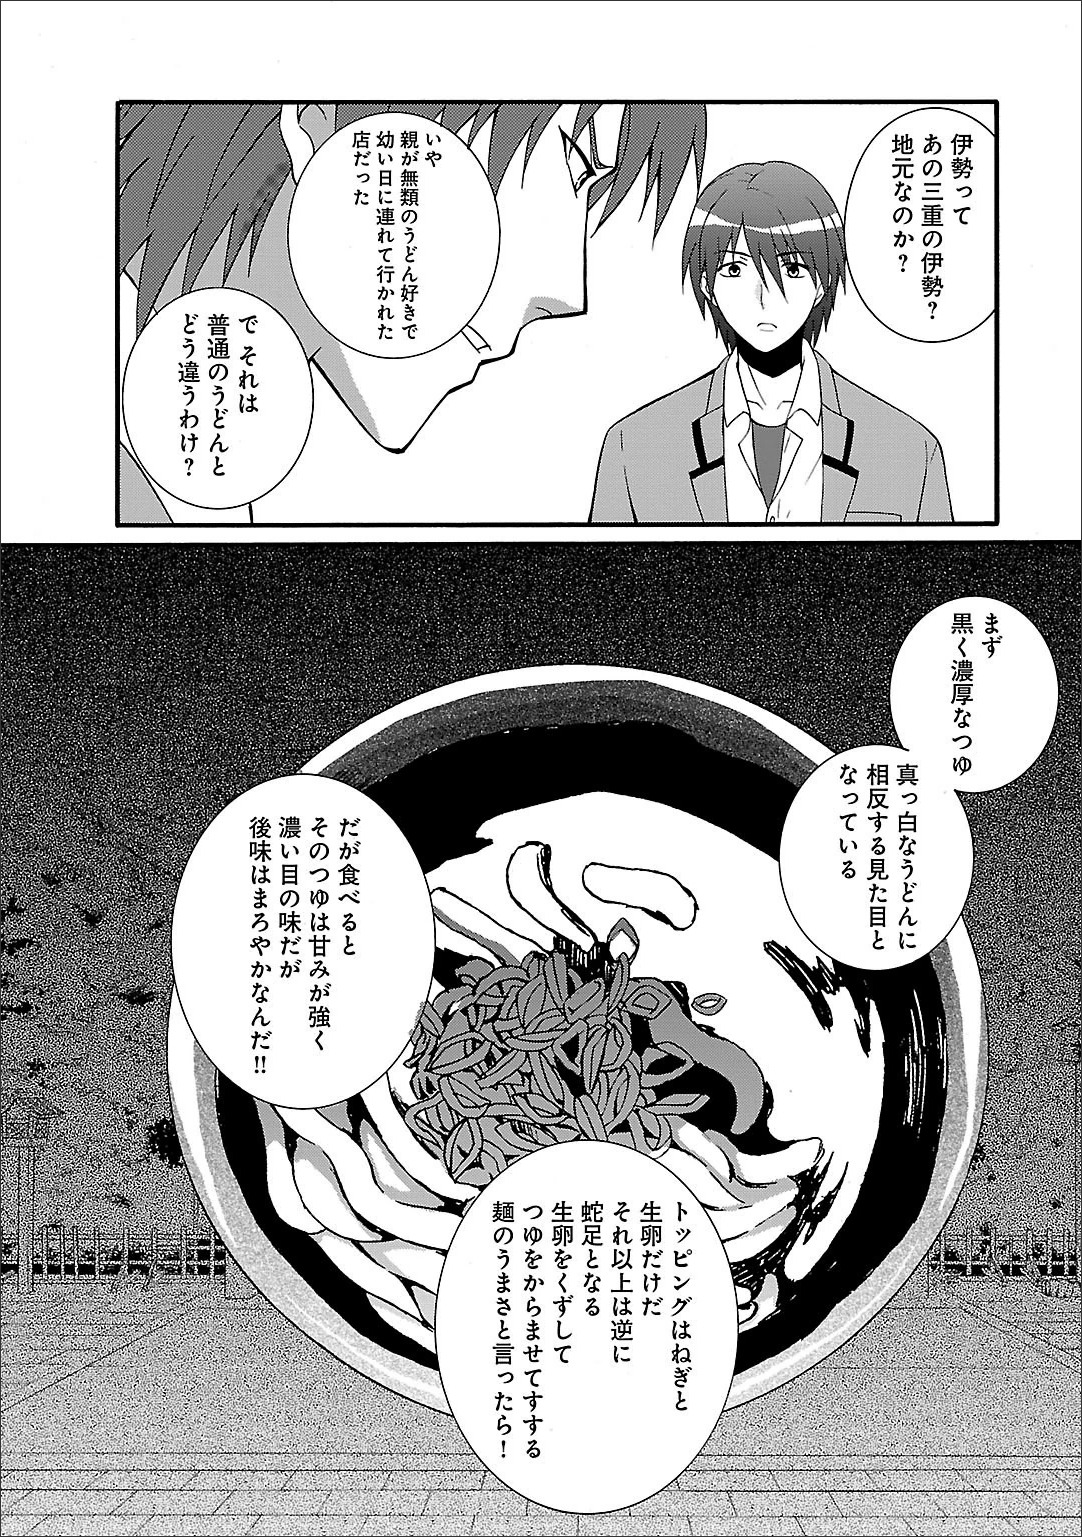 伊勢って
あの三重の伊勢?
地元なのか?
いや
親が無類のうどん好きで
幼い日に連れて行かれた
店だった
で それは
普通のうどんと
どう違うわけ?
まず
黒く濃厚なつゆ
真っ白なうどんに
相反する見た目と
なっている
だが食べると
そのつゆは甘みが強く
濃い目の味だが
後味はまろやかなんだ!!
トッピングはねぎと
生卵だけだ
それ以上は逆に
蛇足となる
生卵をくずして
つゆをからませてすする
麺のうまさと言ったら!